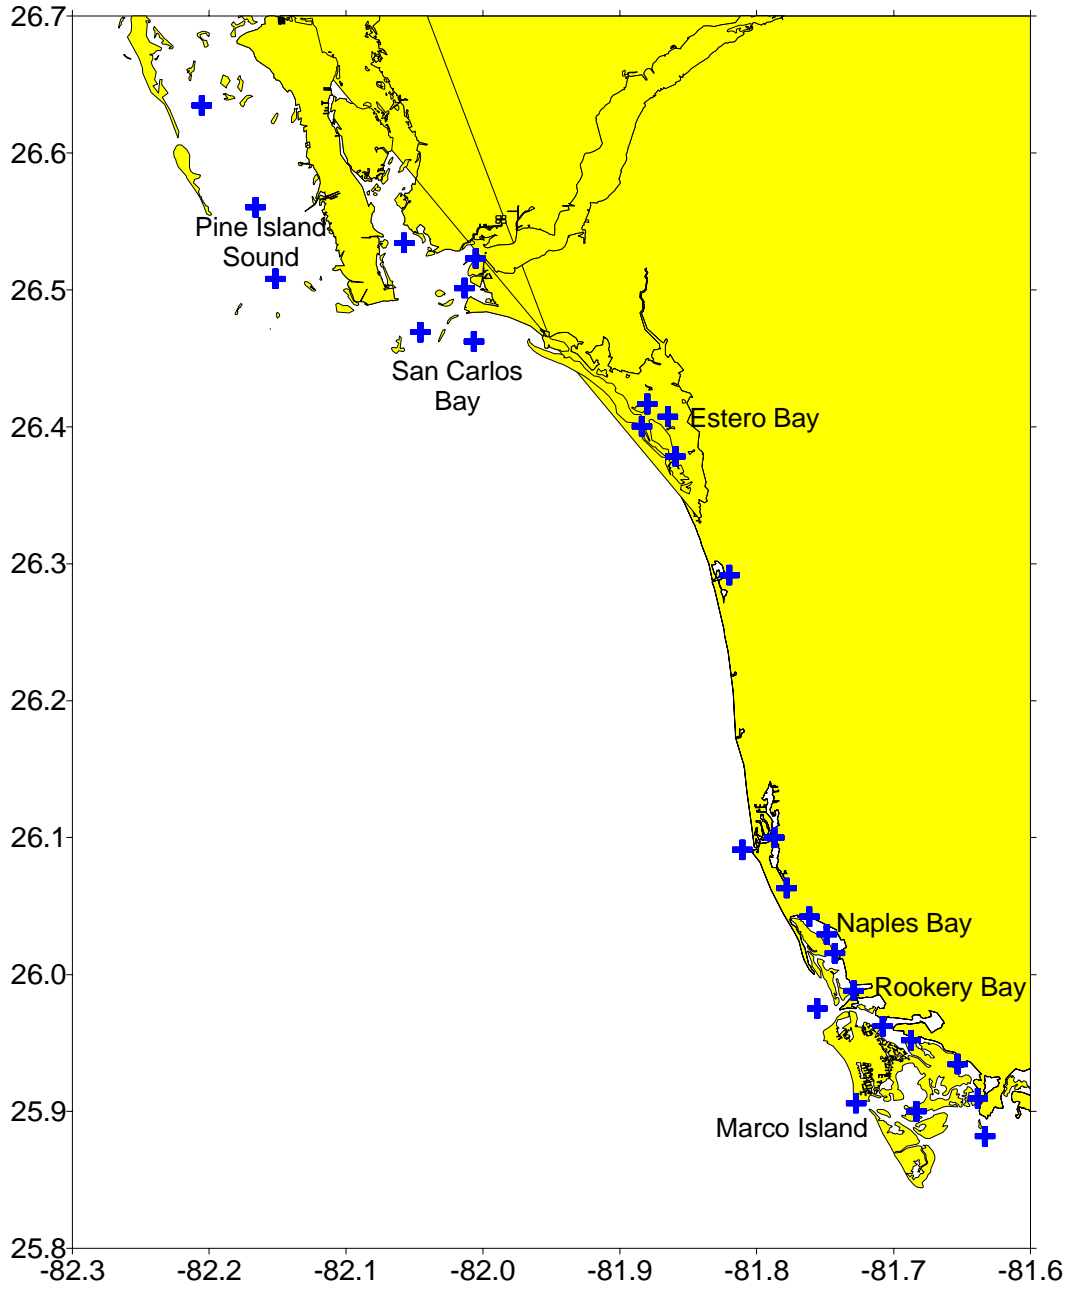 26.7
26.6
Pine Island
Sound
26.5
San Carlos
Bay
26.4
Estero Bay
26.3
26.2
26.1
Naples Bay
26.0
Rookery Bay
25.9
Marco Island
25.8
-82.3 -82.2 -82.1 -82.0 -81.9 -81.8 -81.7 -81.6